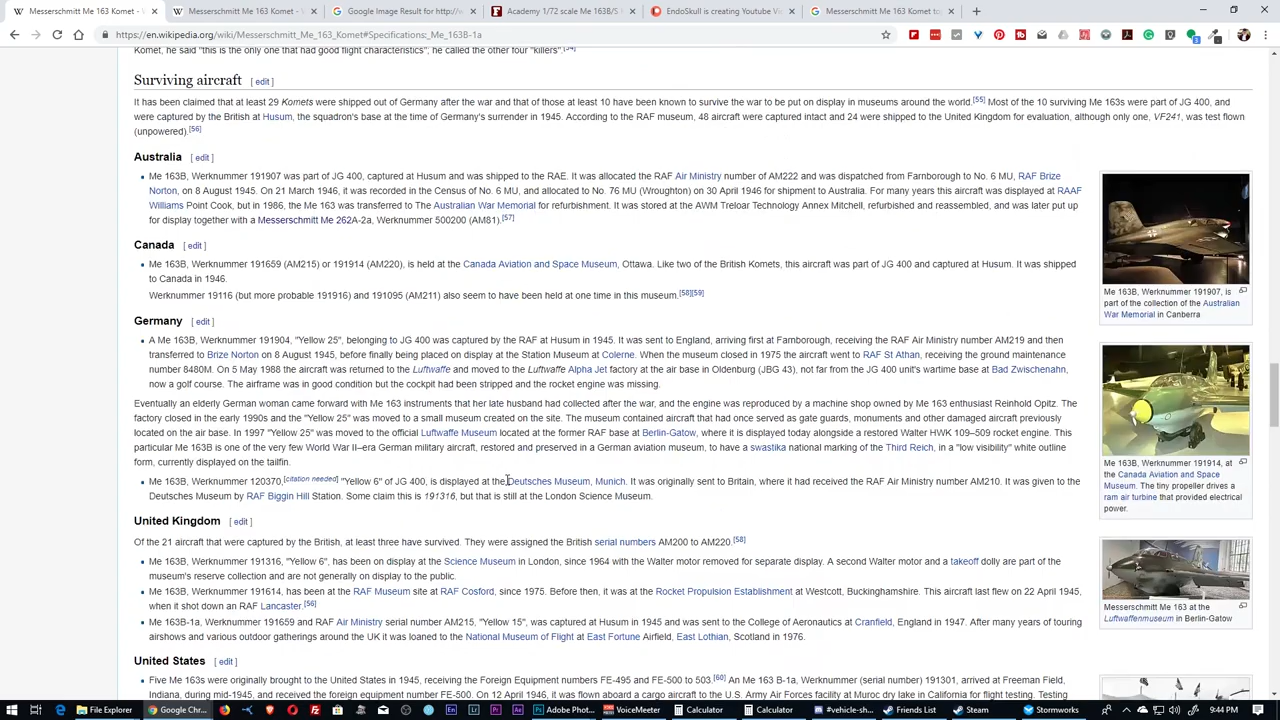 Messerschmitt Me 163 Komet -
Messerschmitt Me 163 Komet - 
Google Image Result for http://w
Academy 1/72 scale Me 163B/S
EndoSkull is creating Youtube Vi
Messerschmitt Me 163 Komet to
https://en.wikipedia.org/wiki/Messerschmitt_Me_163_Komet#Specifications:_Me_163B-1a
Komet, he said "this is the only one that had good flight characteristics"; he called the other four "killers".[54]
Surviving aircraft [ edit ]
It has been claimed that at least 29 Komets were shipped out of Germany after the war and that of those at least 10 have been known to survive the war to be put on display in museums around the world.[55] Most of the 10 surviving Me 163s were part of JG 400, and
were captured by the British at Husum, the squadron's base at the time of Germany's surrender in 1945. According to the RAF museum, 48 aircraft were captured intact and 24 were shipped to the United Kingdom for evaluation, although only one, VF241, was test flown
(unpowered).[56]
Australia [ edit ]
Me 163B, Werknummer 191907 was part of JG 400, captured at Husum and was shipped to the RAE. It was allocated the RAF Air Ministry number of AM222 and was dispatched from Farnborough to No. 6 MU, RAF Brize
Norton, on 8 August 1945. On 21 March 1946, it was recorded in the Census of No. 6 MU, and allocated to No. 76 MU (Wroughton) on 30 April 1946 for shipment to Australia. For many years this aircraft was displayed at RAAF
Williams Point Cook, but in 1986, the Me 163 was transferred to The Australian War Memorial for refurbishment. It was stored at the AWM Treloar Technology Annex Mitchell, refurbished and reassembled, and was later put up
for display together with a Messerschmitt Me 262A-2a, Werknummer 500200 (AM81).[57]
Me 163B, Werknummer 191907, is
part of the collection of the Australian
War Memorial in Canberra
Canada [ edit ]
Me 163B, Werknummer 191659 (AM215) or 191914 (AM220), is held at the Canada Aviation and Space Museum, Ottawa. Like two of the British Komets, this aircraft was part of JG 400 and captured at Husum. It was shipped
to Canada in 1946.
Werknummer 19116 (but more probable 191916) and 191095 (AM211) also seem to have been held at one time in this museum.[58][59]
Germany [ edit ]
A Me 163B, Werknummer 191904, "Yellow 25", belonging to JG 400 was captured by the RAF at Husum in 1945. It was sent to England, arriving first at Farnborough, receiving the RAF Air Ministry number AM219 and then
transferred to Brize Norton on 8 August 1945, before finally being placed on display at the Station Museum at Colerne. When the museum closed in 1975 the aircraft went to RAF St Athan, receiving the ground maintenance
number 8480M. On 5 May 1988 the aircraft was returned to the Luftwaffe and moved to the Luftwaffe Alpha Jet factory at the air base in Oldenburg (JBG 43), not far from the JG 400 unit's wartime base at Bad Zwischenahn,
now a golf course. The airframe was in good condition but the cockpit had been stripped and the rocket engine was missing.
Eventually an elderly German woman came forward with Me 163 instruments that her late husband had collected after the war, and the engine was reproduced by a machine shop owned by Me 163 enthusiast Reinhold Opitz. The
factory closed in the early 1990s and the "Yellow 25" was moved to a small museum created on the site. The museum contained aircraft that had once served as gate guards, monuments and other damaged aircraft previously
located on the air base. In 1997 "Yellow 25" was moved to the official Luftwaffe Museum located at the former RAF base at Berlin-Gatow, where it is displayed today alongside a restored Walter HWK 109–509 rocket engine. This
particular Me 163B is one of the very few World War II–era German military aircraft, restored and preserved in a German aviation museum, to have a swastika national marking of the Third Reich, in a "low visibility" white outline
form, currently displayed on the tailfin.
Me 163B, Werknummer 191914, at
the Canada Aviation and Space
Museum. The tiny propeller drives a
ram air turbine that provided electrical
power.
Me 163B, Werknummer 120370,[citation needed] "Yellow 6" of JG 400, is displayed at the Deutsches Museum, Munich. It was originally sent to Britain, where it had received the RAF Air Ministry number AM210. It was given to the
Deutsches Museum by RAF Biggin Hill Station. Some claim this is 191316, but that is still at the London Science Museum.
United Kingdom [ edit ]
Of the 21 aircraft that were captured by the British, at least three have survived. They were assigned the British serial numbers AM200 to AM220.[58]
Me 163B, Werknummer 191316, "Yellow 6", has been on display at the Science Museum in London, since 1964 with the Walter motor removed for separate display. A second Walter motor and a takeoff dolly are part of the
museum's reserve collection and are not generally on display to the public.
Me 163B, Werknummer 191614, has been at the RAF Museum site at RAF Cosford, since 1975. Before then, it was at the Rocket Propulsion Establishment at Westcott, Buckinghamshire. This aircraft last flew on 22 April 1945,
when it shot down an RAF Lancaster.[56]
Me 163B-1a, Werknummer 191659 and RAF Air Ministry serial number AM215, "Yellow 15", was captured at Husum in 1945 and was sent to the College of Aeronautics at Cranfield, England in 1947. After many years of touring
airshows and various outdoor gatherings around the UK it was loaned to the National Museum of Flight at East Fortune Airfield, East Lothian, Scotland in 1976.
Messerschmitt Me 163 at the
Luftwaffenmuseum in Berlin-Gatow
United States [ edit ]
Five Me 163s were originally brought to the United States in 1945, receiving the Foreign Equipment numbers FE-495 and FE-500 to 503.[60] An Me 163 B-1a, Werknummer (serial number) 191301, arrived at Freeman Field,
Indiana, during mid-1945, and received the foreign equipment number FE-500. On 12 April 1946, it was flown aboard a cargo aircraft to the U.S. Army Air Forces facility at Muroc dry lake in California for flight testing. Testing
File Explorer
Google Chr...
Adobe Phot...
VoiceMeeter
Calculator
Calculator
#vehicle-sh...
Friends List
Steam
Stormworks
9:44 PM